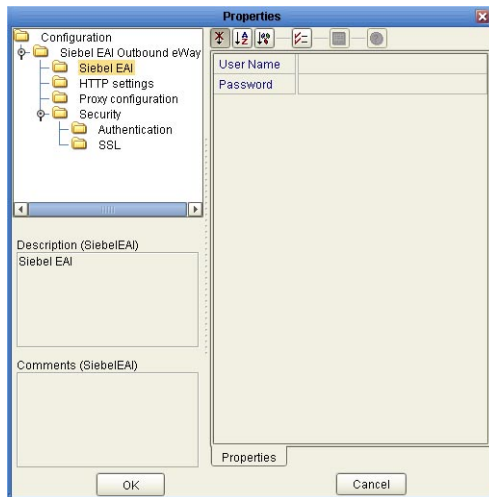 Properties
Configuration
Siebel EAI Outbound eWay
Siebel EAI
HTTP settings
Proxy configuration
Security
Authentication
SSL
User Name
Password
Description (SiebelEAI)
Siebel EAI
Comments (SiebelEAI)
Properties
OK
Cancel